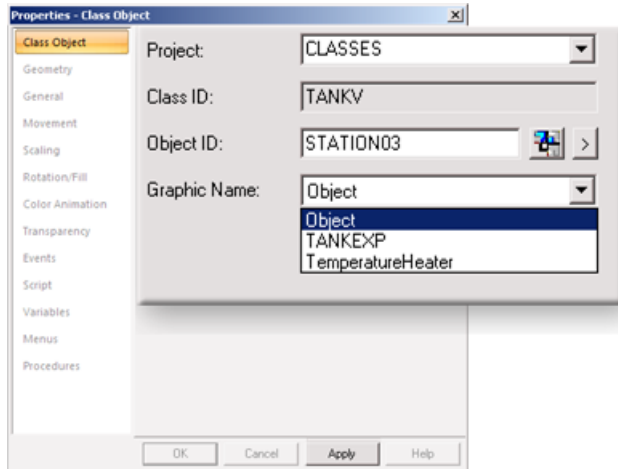 Properties - Class Object
Class Object
Geometry
General
Movement
Scaling
Rotation/Fill
Color Animation
Transparency
Events
Script
Variables
Menus
Procedures
Project: CLASSES
Class ID: TANKV
Object ID: STATION03 >
Graphic Name: Object
Object
TANKEXP
TemperatureHeater
OK Cancel Apply Help